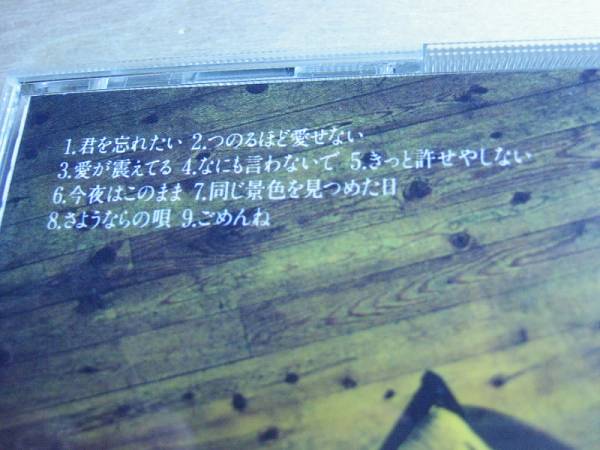 1.君を忘れたい 2.つのるほど愛せない
3.愛が震えてる 4.なにも言わないで 5.きっと許せやしない
6.今夜はこのまま 7.同じ景色を見つめた日
8.さようならの唄 9.ごめんね